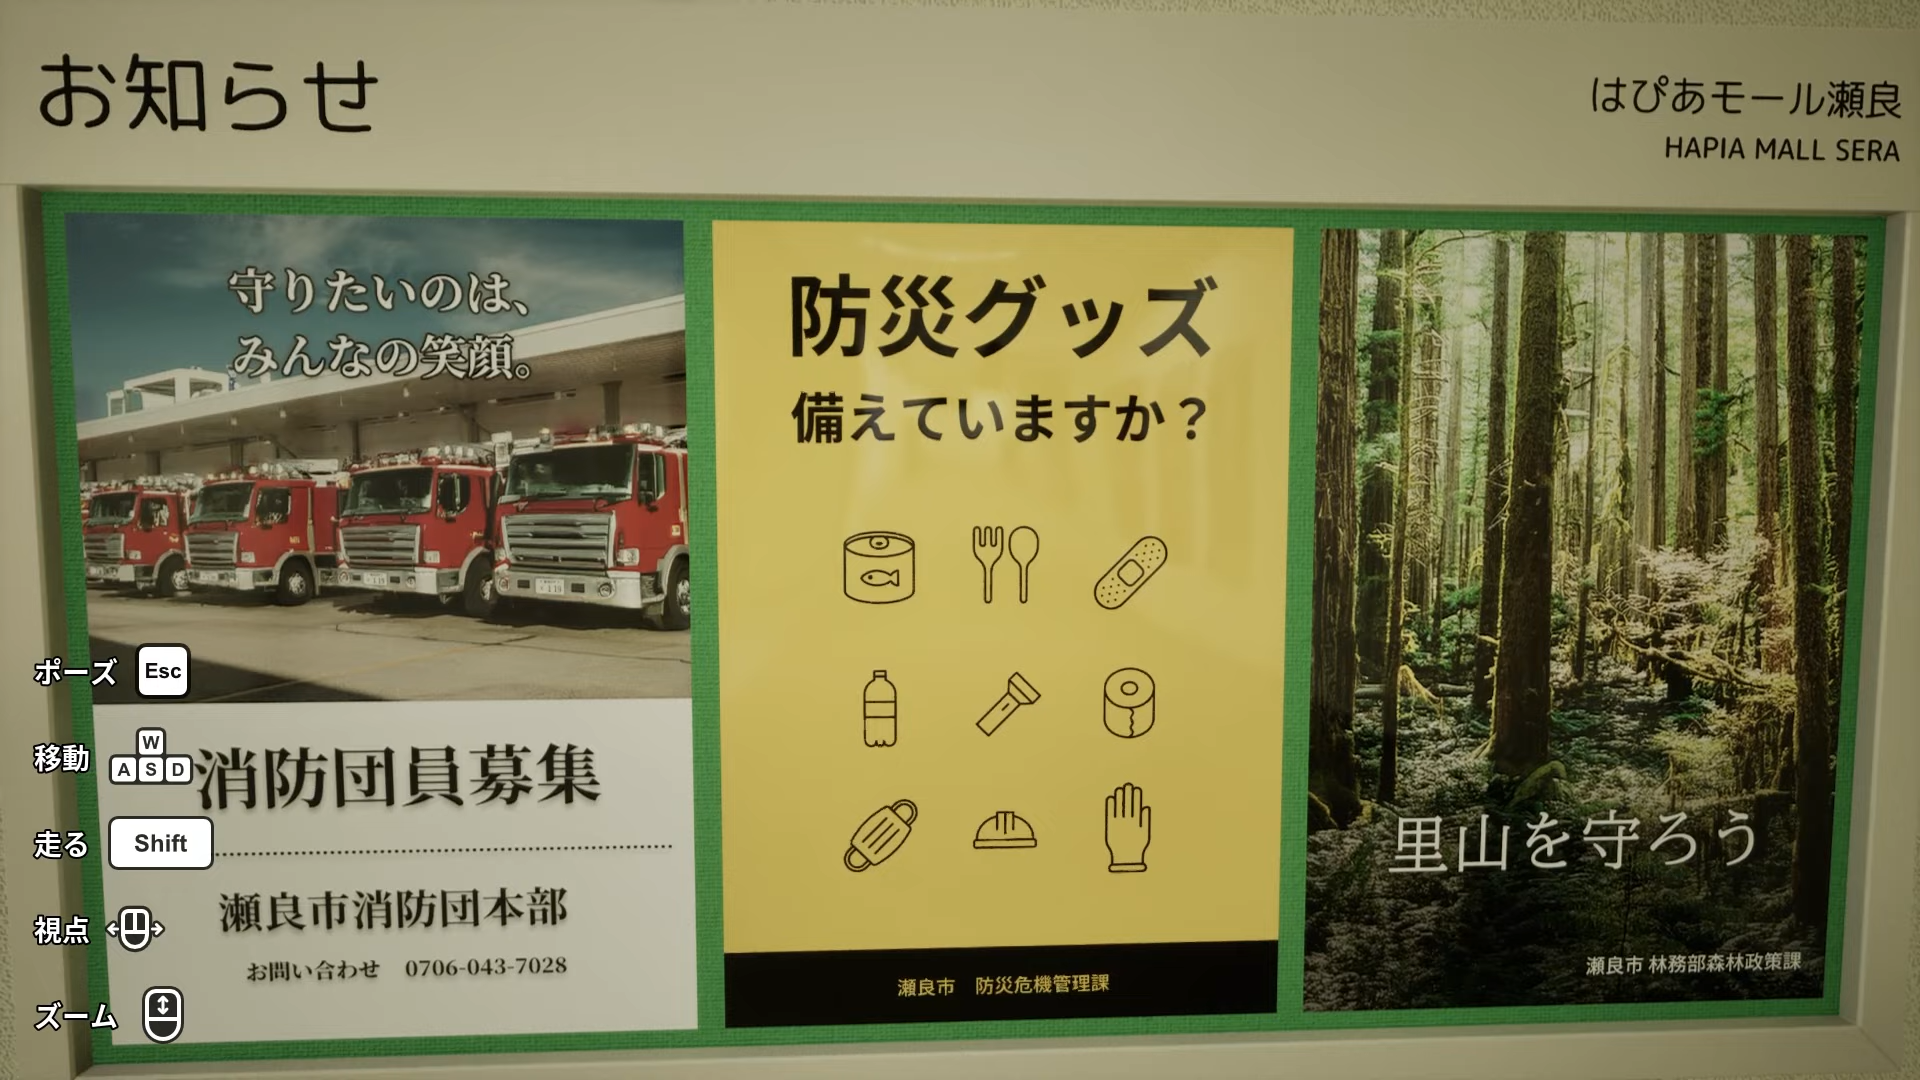 お知らせ
はぴあモール瀬良
HAPIA MALL SERA
守りたいのは、
みんなの笑顔。
消防団員募集
瀬良市消防団本部
お問い合わせ 0706-043-7028
防災グッズ
備えていますか？
瀬良市 防災危機管理課
里山を守ろう
瀬良市 林務部森林政策課
ポーズ Esc
移動 W A S D
走る Shift
視点
ズーム